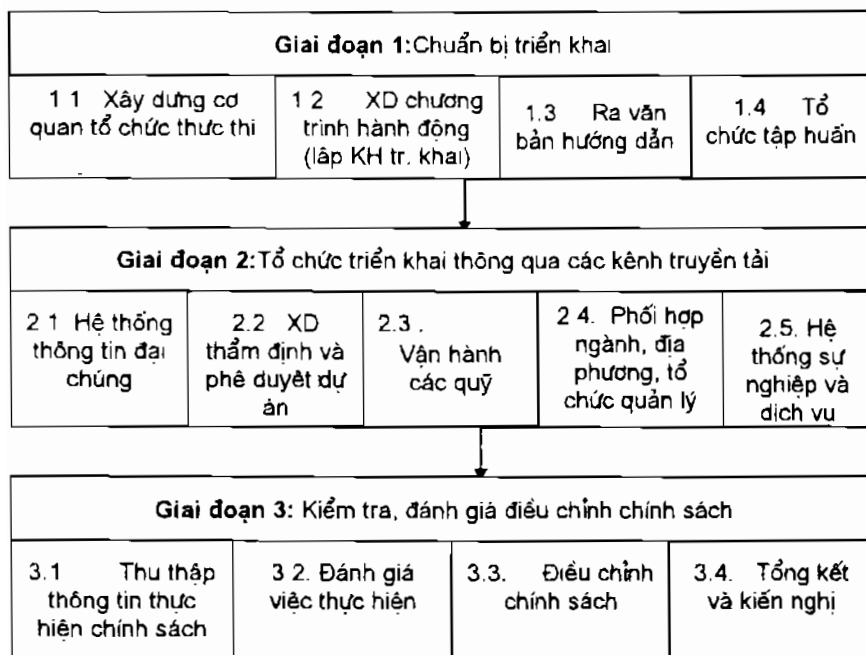 Giai đoạn 1:Chuẩn bị triển khai
1 1 Xây dưng cơ
quan tổ chức thưc thi
1 2 XD chương
trình hành động
(lâp KH tr. khai)
1.3 Ra văn
bản hướng dẫn
1.4 Tổ
chức tập huấn
Giai đoạn 2:Tổ chức triển khai thông qua các kênh truyền tải
2 1 Hệ thống
thông tin đại
chúng
2.2 XD
thẩm định và
phê duyêt dự
án
2.3 .
Vận hành
các quỹ
2 4. Phối hợp
ngành, đia
phương, tổ
chức quản lý
2.5. Hệ
thống sự
nghiệp và
dịch vu
Giai đoạn 3: Kiểm tra, đánh giá điều chỉnh chính sách
3.1 Thu thập
thông tin thực
hiện chính sách
3 2. Đánh giá
việc thực hiện
3.3. Điều chỉnh
chính sách
3.4. Tổng kết
và kiến nghị